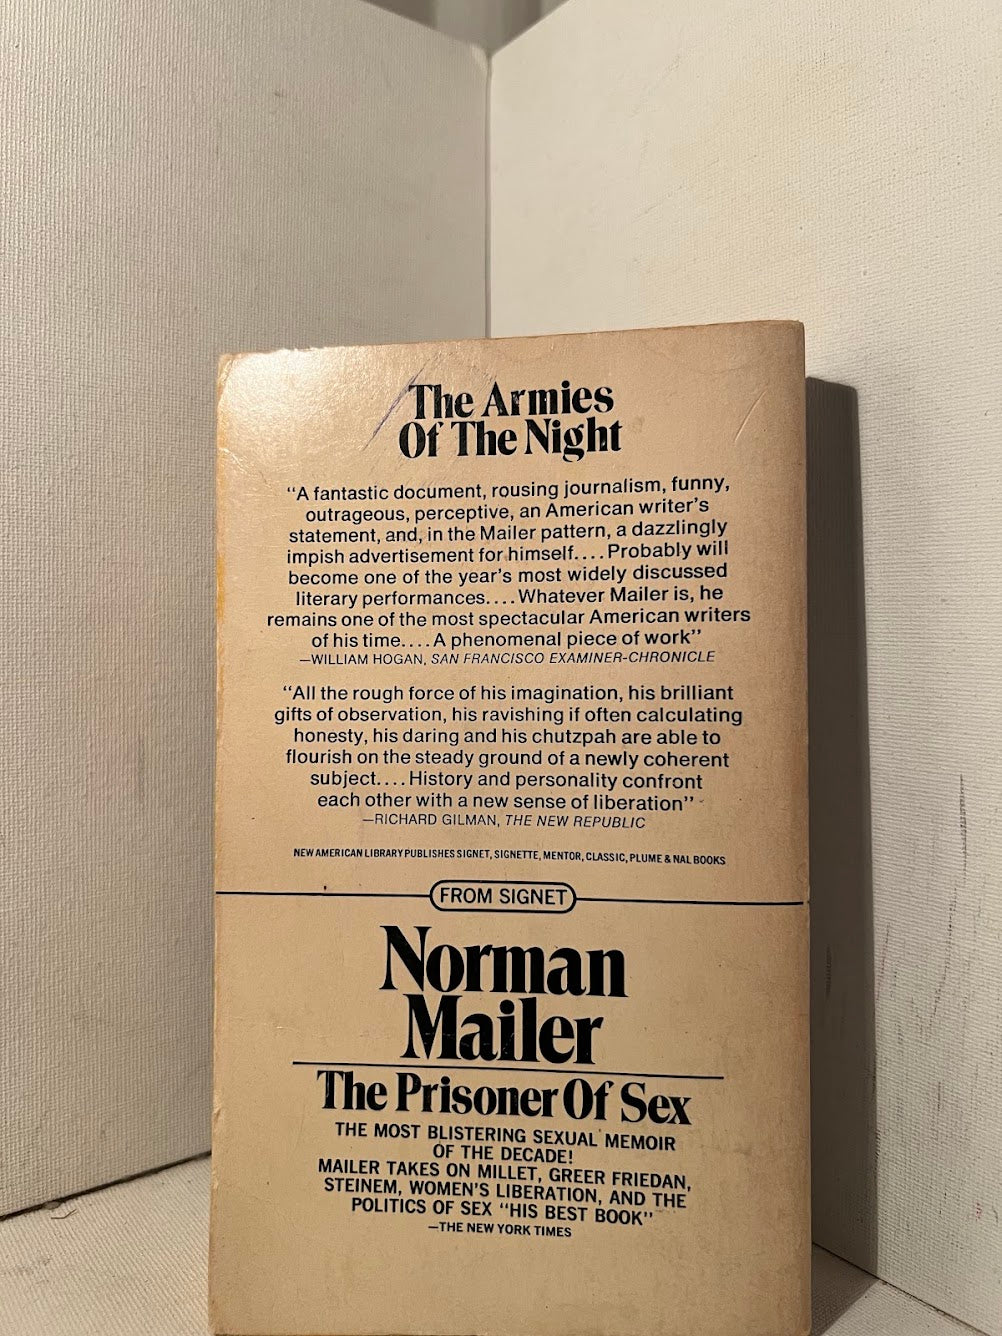 The Armies
Of The Night
"A fantastic document, rousing journalism, funny,
outrageous, perceptive, an American writer's
statement, and, in the Mailer pattern, a dazzlingly
impish advertisement for himself....Probably will
become one of the year's most widely discussed
literary performances....Whatever Mailer is, he
remains one of the most spectacular American writers
of his time....A phenomenal piece of work"
—WILLIAM HOGAN, SAN FRANCISCO EXAMINER-CHRONICLE
"All the rough force of his imagination, his brilliant
gifts of observation, his ravishing if often calculating
honesty, his daring and his chutzpah are able to
flourish on the steady ground of a newly coherent
subject....History and personality confront
each other with a new sense of liberation"
—RICHARD GILMAN, THE NEW REPUBLIC
NEW AMERICAN LIBRARY PUBLISHES SIGNET, SIGNETTE, MENTOR, CLASSIC, PLUME & NAL BOOKS
FROM SIGNET
Norman
Mailer
The Prisoner Of Sex
THE MOST BLISTERING SEXUAL MEMOIR
OF THE DECADE!
MAILER TAKES ON MILLET, GREER FRIEDAN,
STEINEM, WOMEN'S LIBERATION, AND THE
POLITICS OF SEX "HIS BEST BOOK"
—THE NEW YORK TIMES